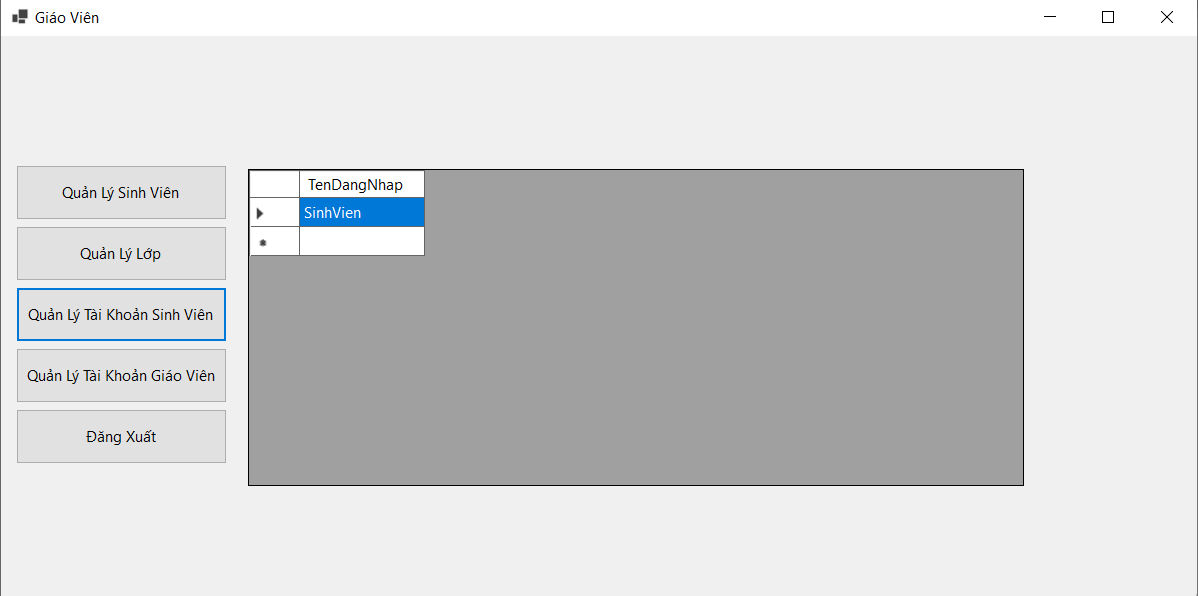 Giáo Viên
Quản Lý Sinh Viên
Quản Lý Lớp
Quản Lý Tài Khoản Sinh Viên
Quản Lý Tài Khoản Giáo Viên
Đăng Xuất
TenDangNhap
SinhVien